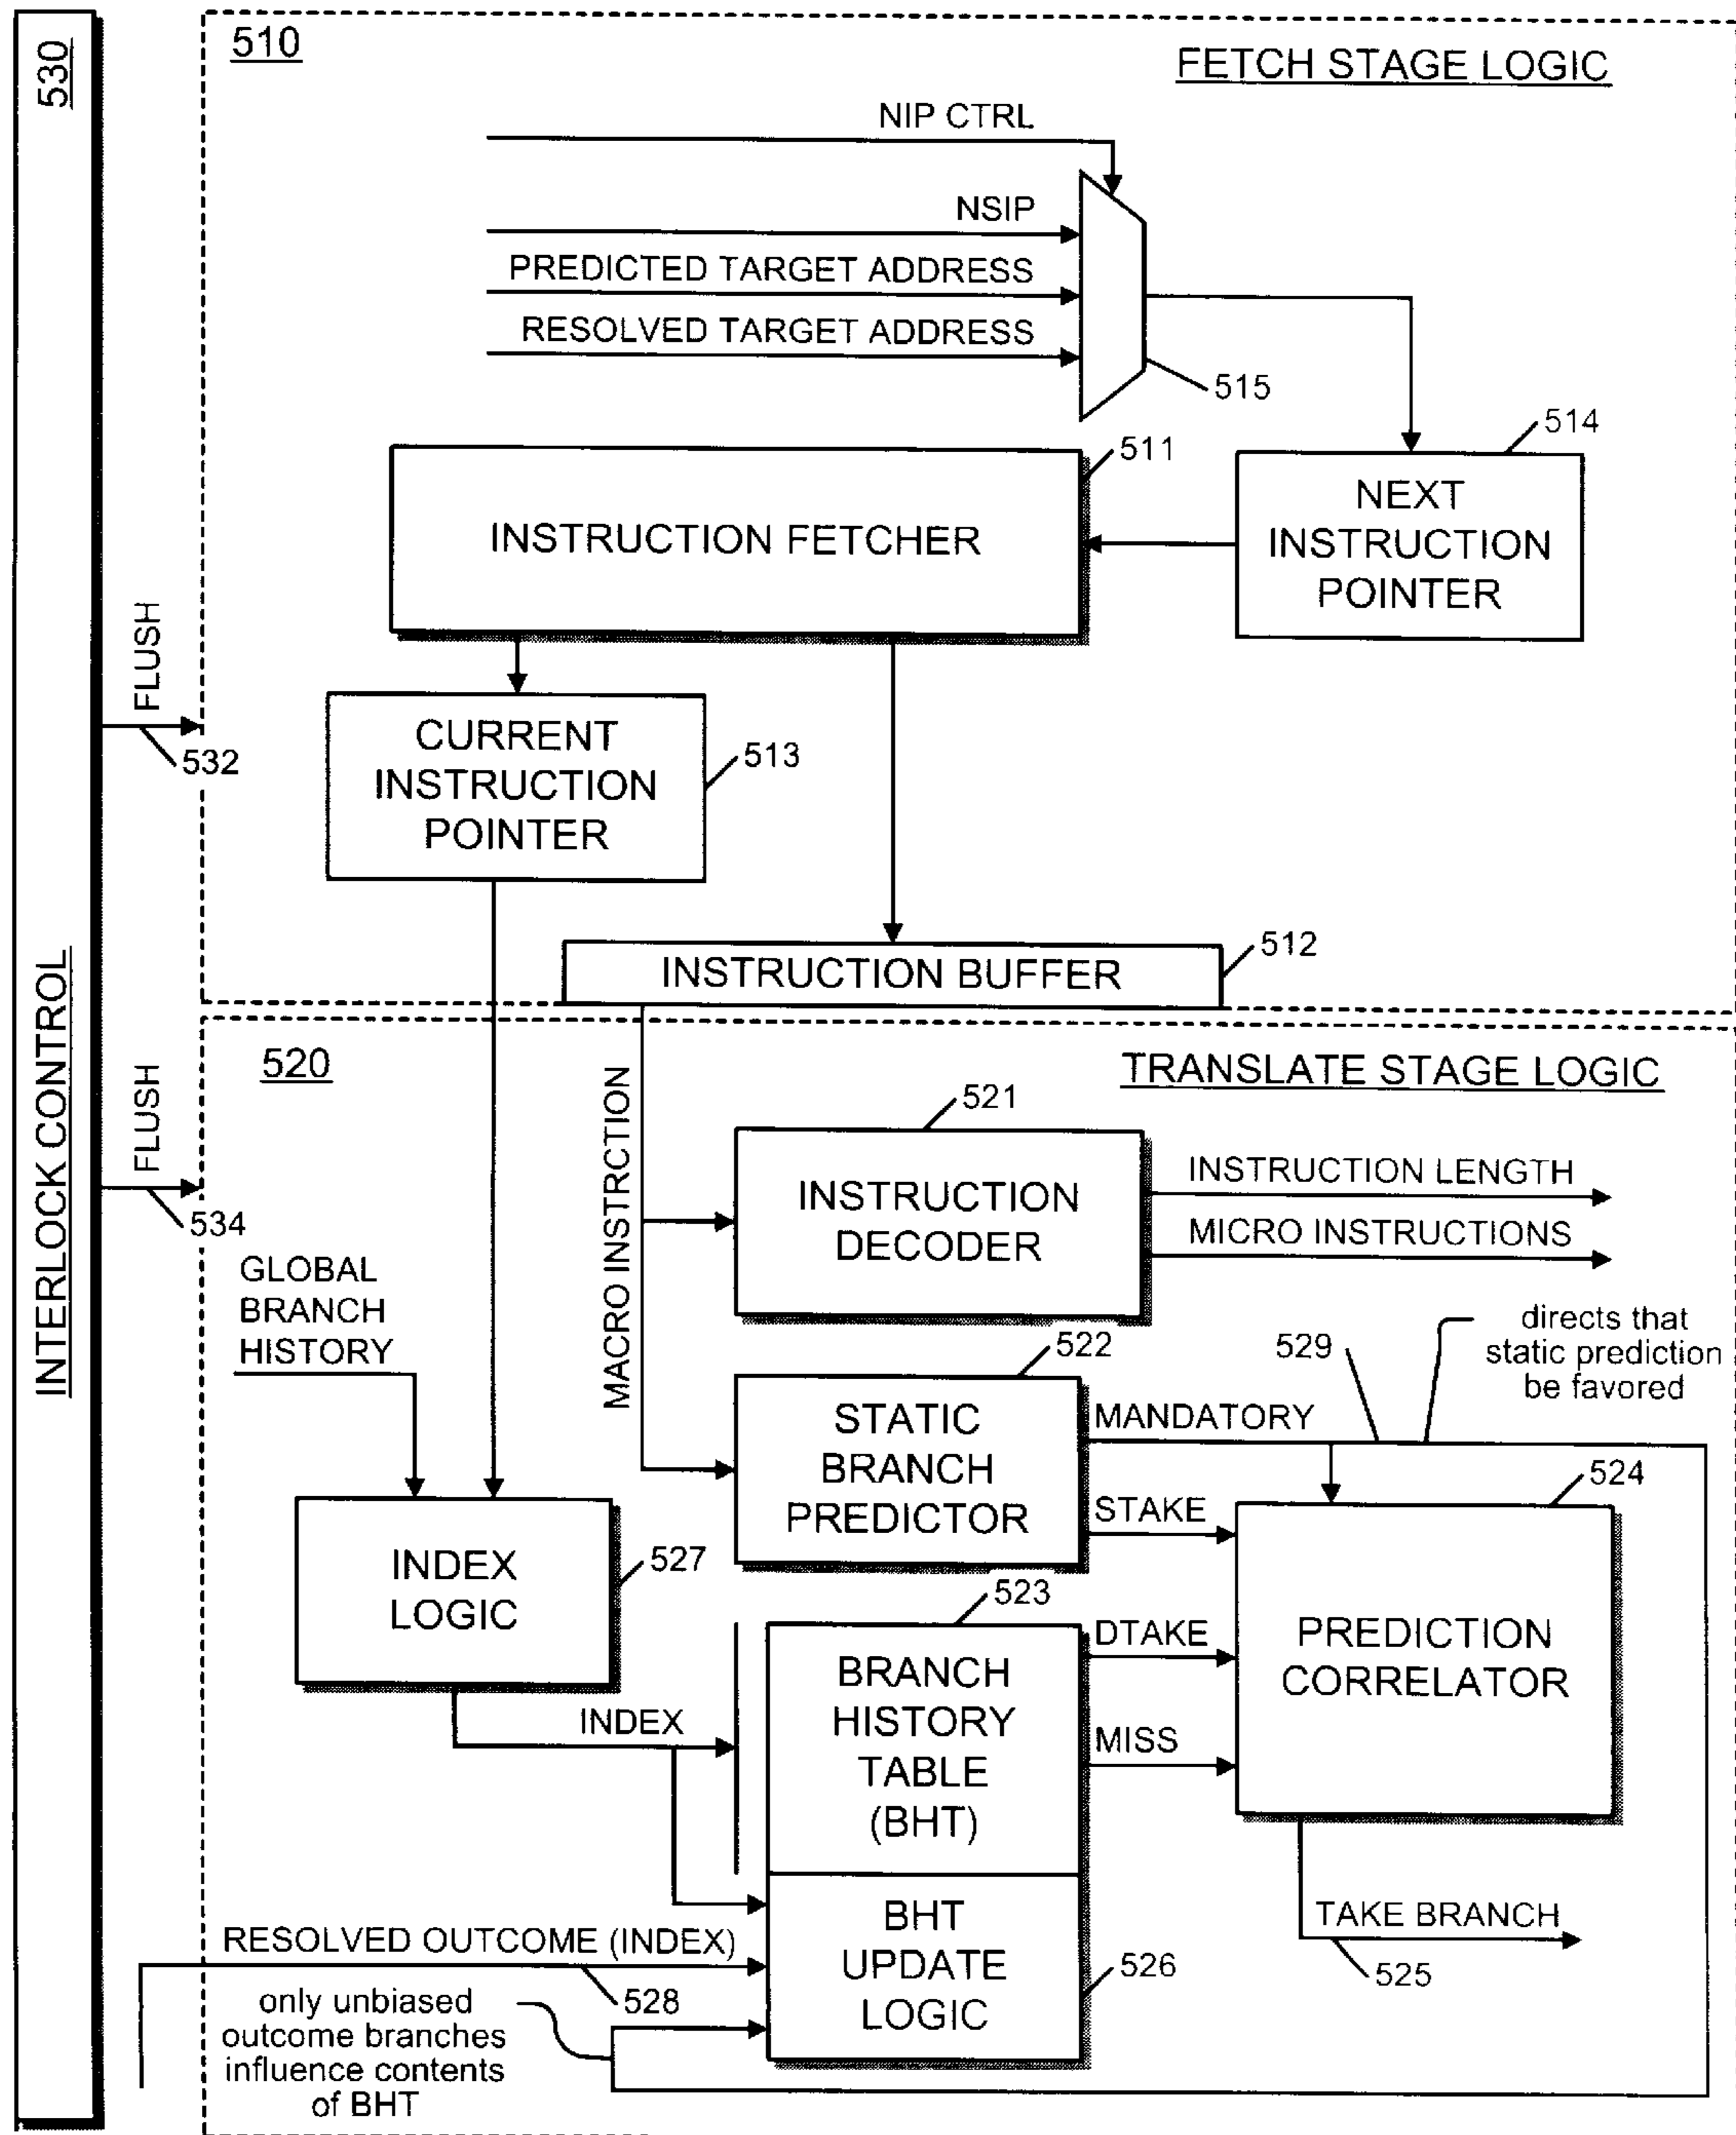 530
INTERLOCK CONTROL
510
FETCH STAGE LOGIC
NIP CTRL
NSIP
PREDICTED TARGET ADDRESS
RESOLVED TARGET ADDRESS
515
514
511
INSTRUCTION FETCHER
NEXT
INSTRUCTION
POINTER
FLUSH
532
CURRENT
INSTRUCTION
POINTER
513
512
INSTRUCTION BUFFER
520
TRANSLATE STAGE LOGIC
FLUSH
534
MACRO INSTRCTION
521
INSTRUCTION
DECODER
INSTRUCTION LENGTH
MICRO INSTRUCTIONS
GLOBAL
BRANCH
HISTORY
522
529
directs that
static prediction
be favored
STATIC
BRANCH
PREDICTOR
MANDATORY
STAKE
524
INDEX
LOGIC
527
523
BRANCH
HISTORY
TABLE
(BHT)
DTAKE
MISS
PREDICTION
CORRELATOR
INDEX
BHT
UPDATE
LOGIC
526
TAKE BRANCH
525
RESOLVED OUTCOME (INDEX)
528
only unbiased
outcome branches
influence contents
of BHT